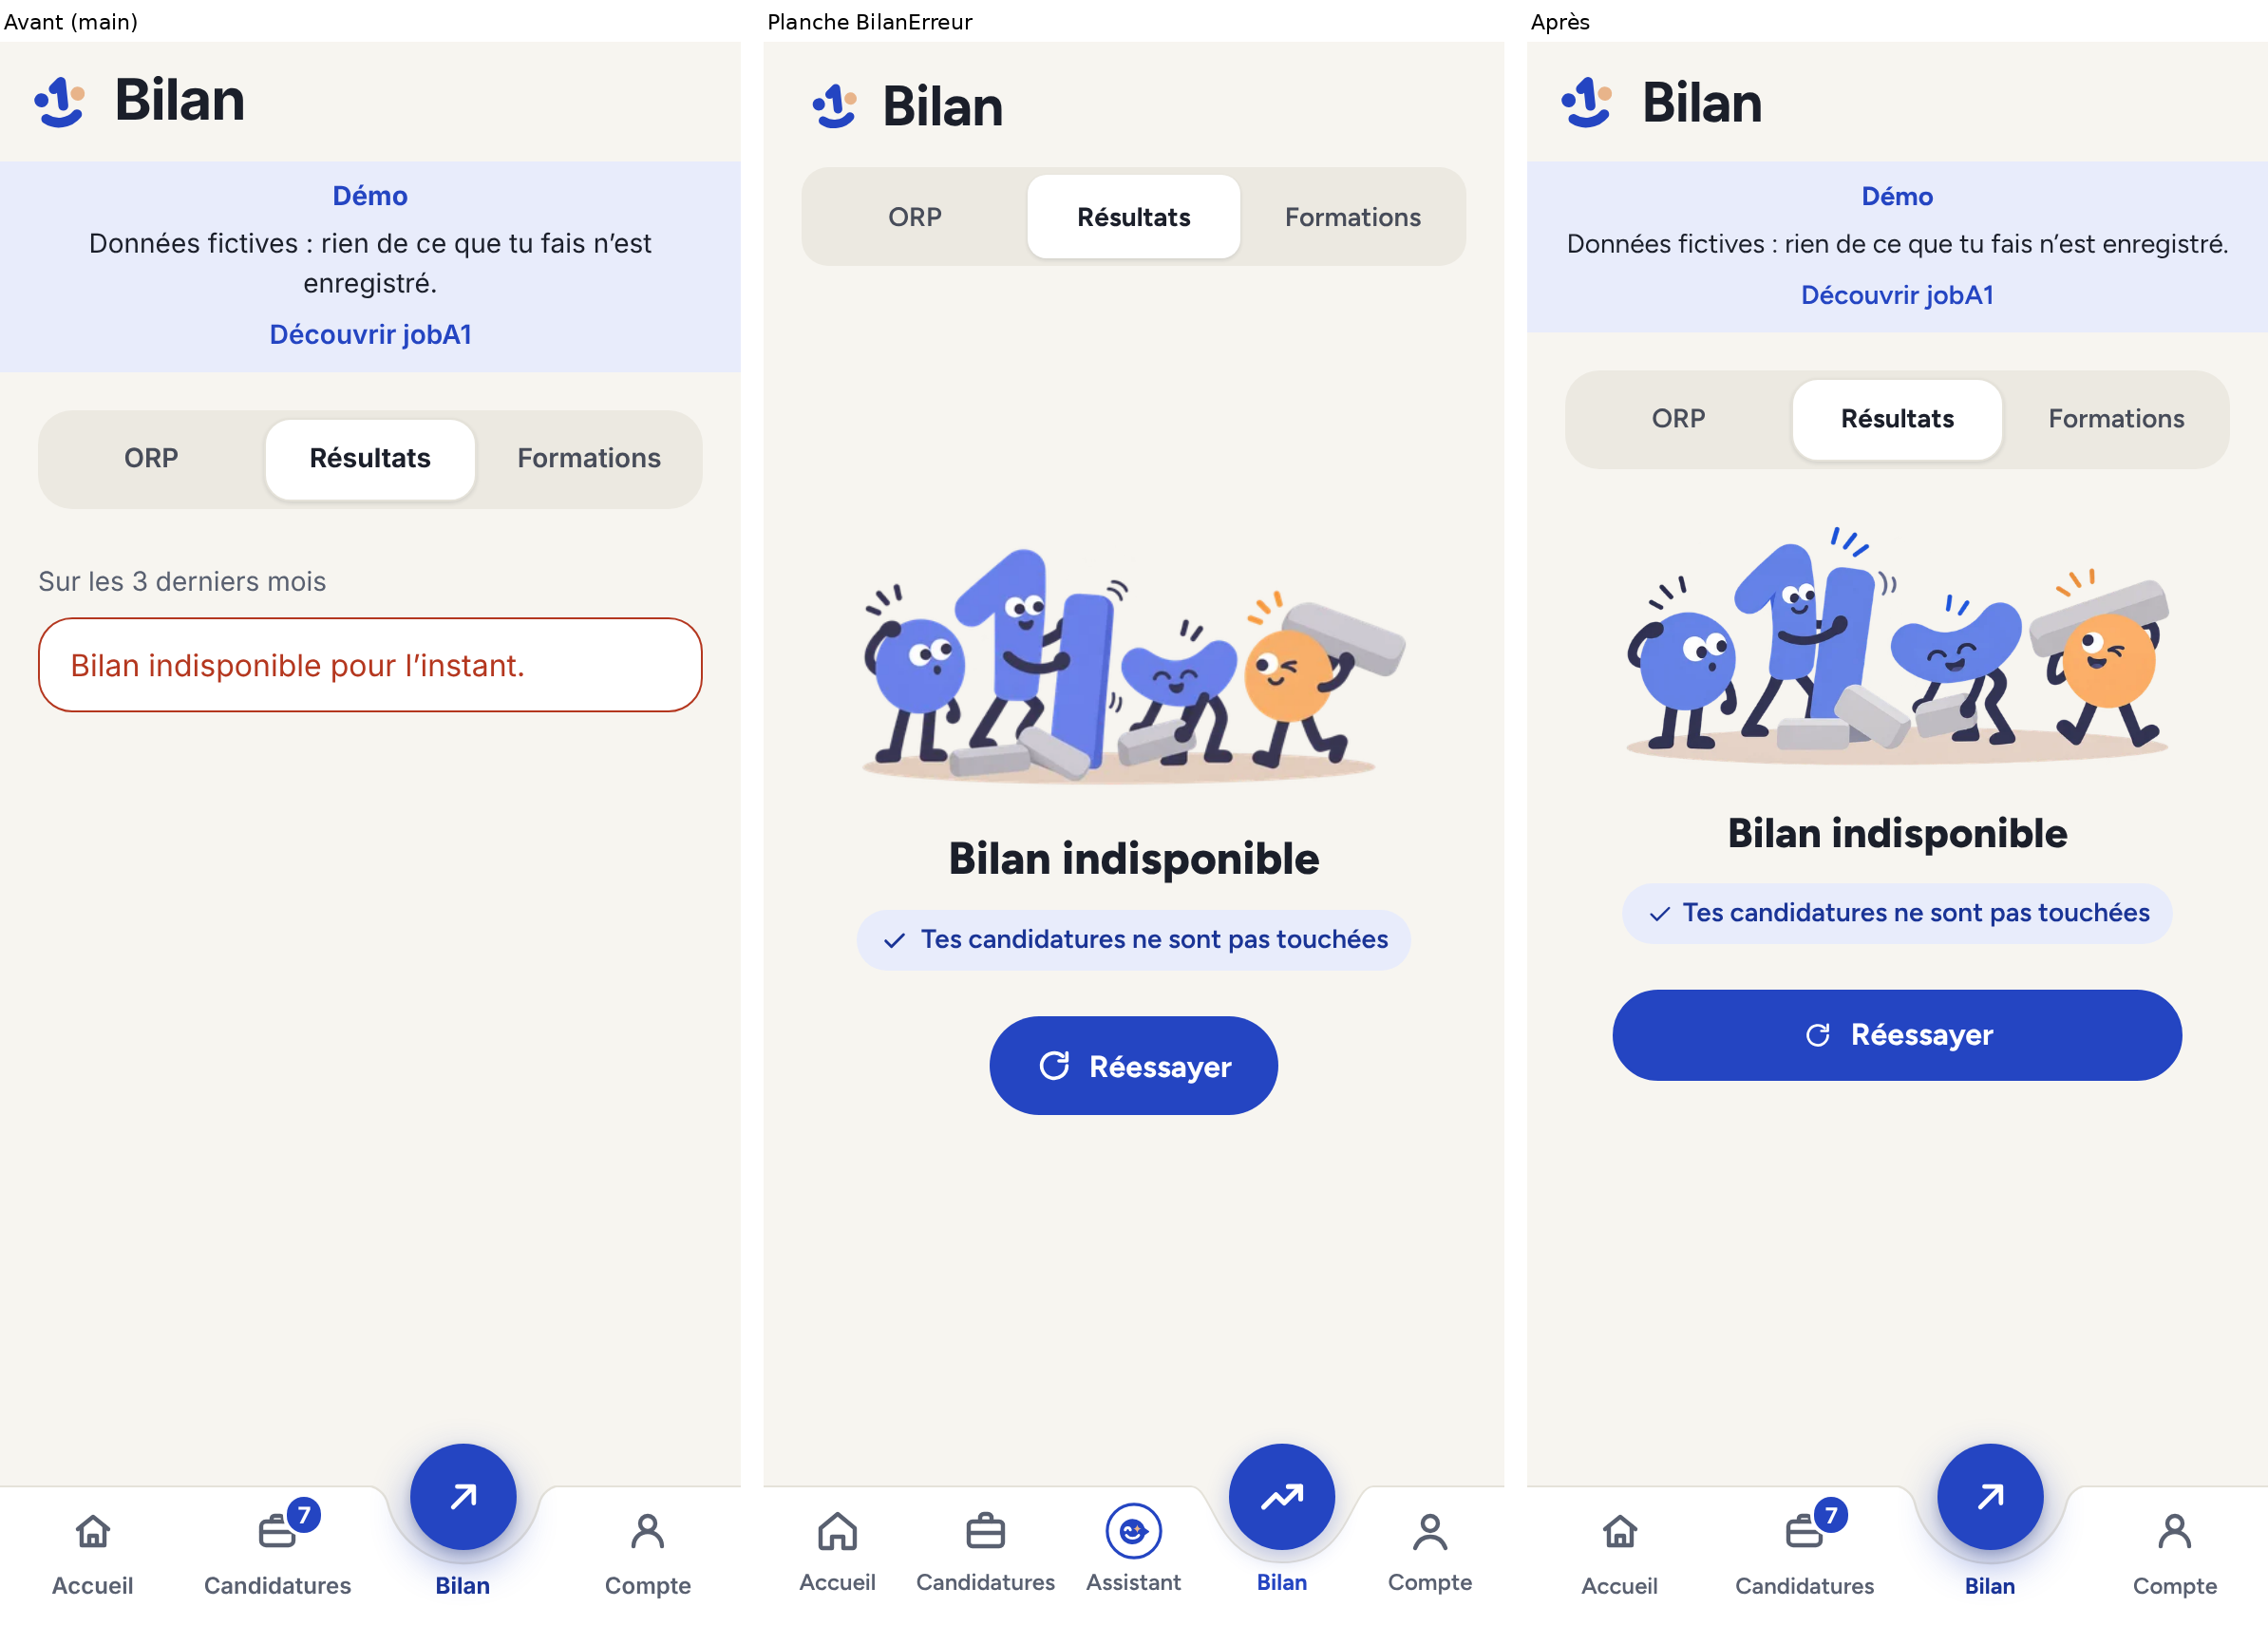 Avant (main)
Bilan
Démo
Données fictives : rien de ce que tu fais n’est
enregistré.
Découvrir jobA1
ORP
Résultats
Formations
Sur les 3 derniers mois
Bilan indisponible pour l’instant.
Accueil
7
Candidatures
Bilan
Compte
Planche BilanErreur
Bilan
ORP
Résultats
Formations
Bilan indisponible
Tes candidatures ne sont pas touchées
Réessayer
Accueil
Candidatures
Assistant
Bilan
Compte
Après
Bilan
Démo
Données fictives : rien de ce que tu fais n’est enregistré.
Découvrir jobA1
ORP
Résultats
Formations
Bilan indisponible
Tes candidatures ne sont pas touchées
Réessayer
Accueil
7
Candidatures
Bilan
Compte